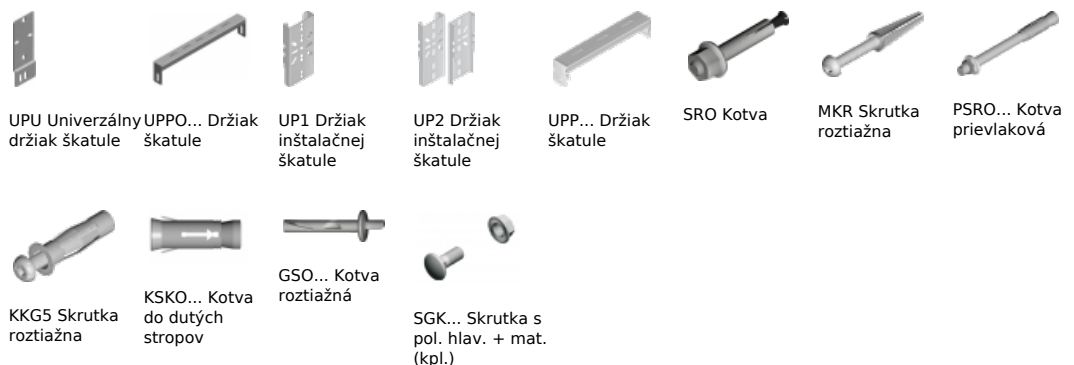 UPU Univerzálny
držiak škatule
UPPO... Držiak
škatule
UP1 Držiak
inštalačnej
škatule
UP2 Držiak
inštalačnej
škatule
UPP... Držiak
škatule
SRO Kotva
MKR Skrutka
roztiažna
PSRO... Kotva
prievlaková
KKG5 Skrutka
roztiažna
KSKO... Kotva
do dutých
stropov
GSO... Kotva
roztiažná
SGK... Skrutka s
pol. hlav. + mat.
(kpl.)